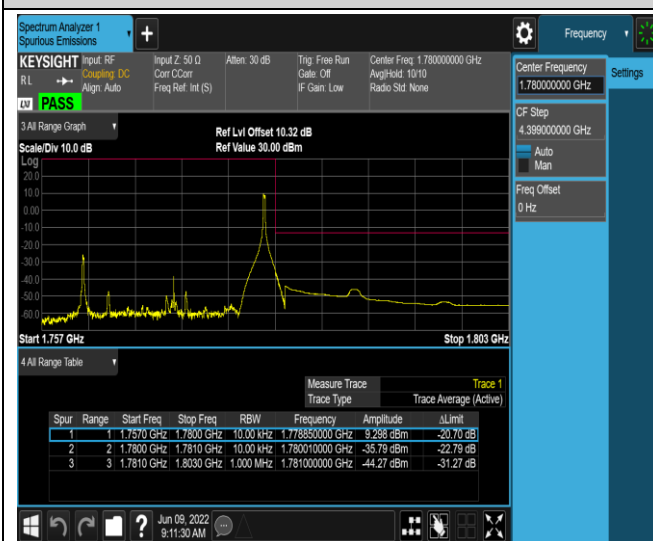 Spectrum Analyzer 1
Spurious Emissions
Frequency
KEYSIGHT Input: RF Input Z: 50 Ω Atten: 30 dB Trig: Free Run Center Freq: 1.780000000 GHz
Coupling: DC Corr CCorr Gate: Off Avg|Hold: 10/10
R L Align: Auto Freq Ref: Int (S) IF Gain: Low Radio Std: None
PASS
Center Frequency
1.780000000 GHz
Settings
CF Step
4.399000000 GHz
Auto
Man
Freq Offset
0 Hz
3 All Range Graph
Ref Lvl Offset 10.32 dB
Scale/Div 10.0 dB Ref Value 30.00 dBm
Log
20.0
10.0
0.00
-10.0
-20.0
-30.0
-40.0
-50.0
-60.0
Start 1.757 GHz Stop 1.803 GHz
4 All Range Table
Measure Trace Trace 1
Trace Type Trace Average (Active)
Spur Range Start Freq Stop Freq RBW Frequency Amplitude ΔLimit
1 1 1.7570 GHz 1.7800 GHz 10.00 kHz 1.778850000 GHz 9.298 dBm -20.70 dB
2 2 1.7800 GHz 1.7810 GHz 10.00 kHz 1.780010000 GHz -35.79 dBm -22.79 dB
3 3 1.7810 GHz 1.8030 GHz 1.000 MHz 1.781000000 GHz -44.27 dBm -31.27 dB
Jun 09, 2022
9:11:30 AM